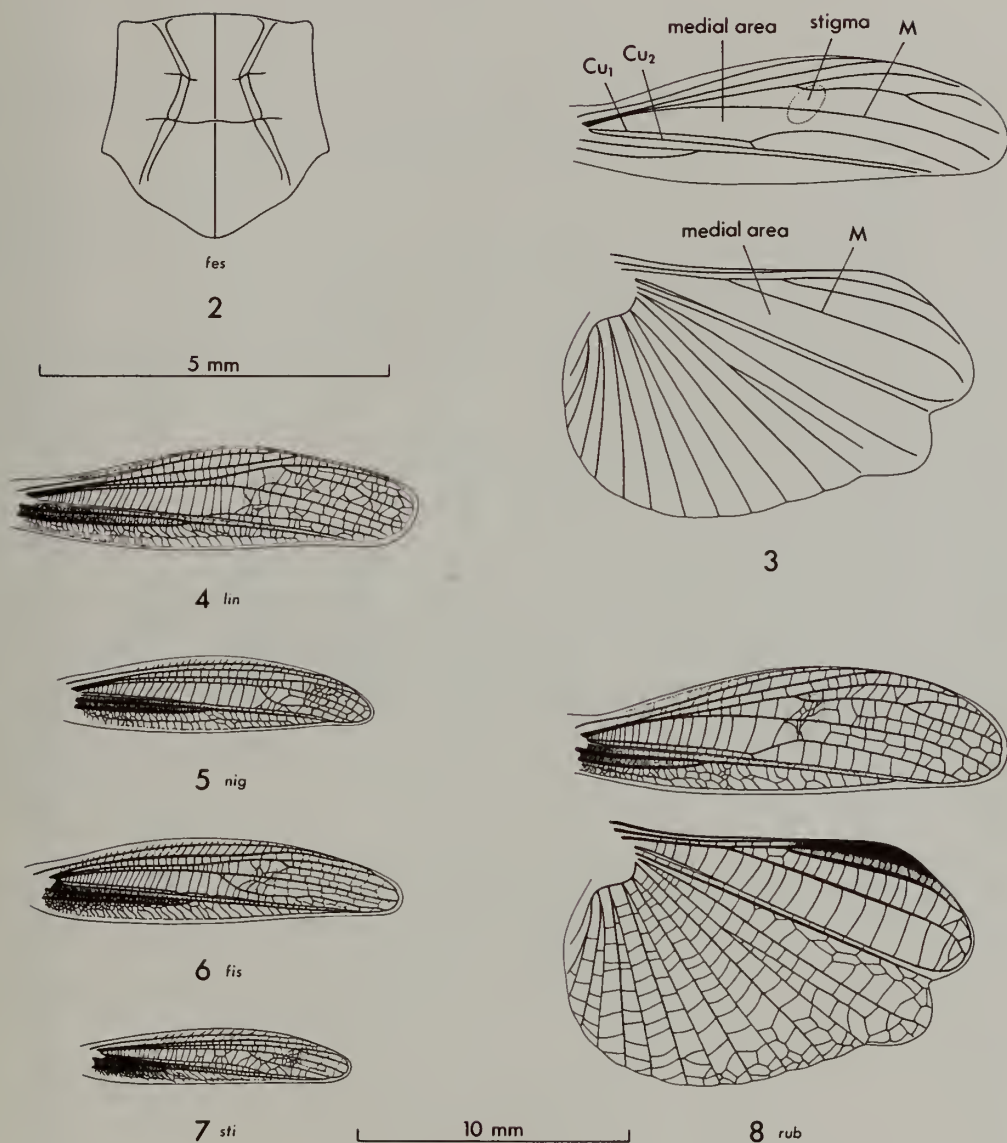 fes
2
5 mm
medial area
stigma
M
Cu₁
Cu₂
medial area
M
3
4 lin
5 nig
6 fis
7 sti
10 mm
8 rub